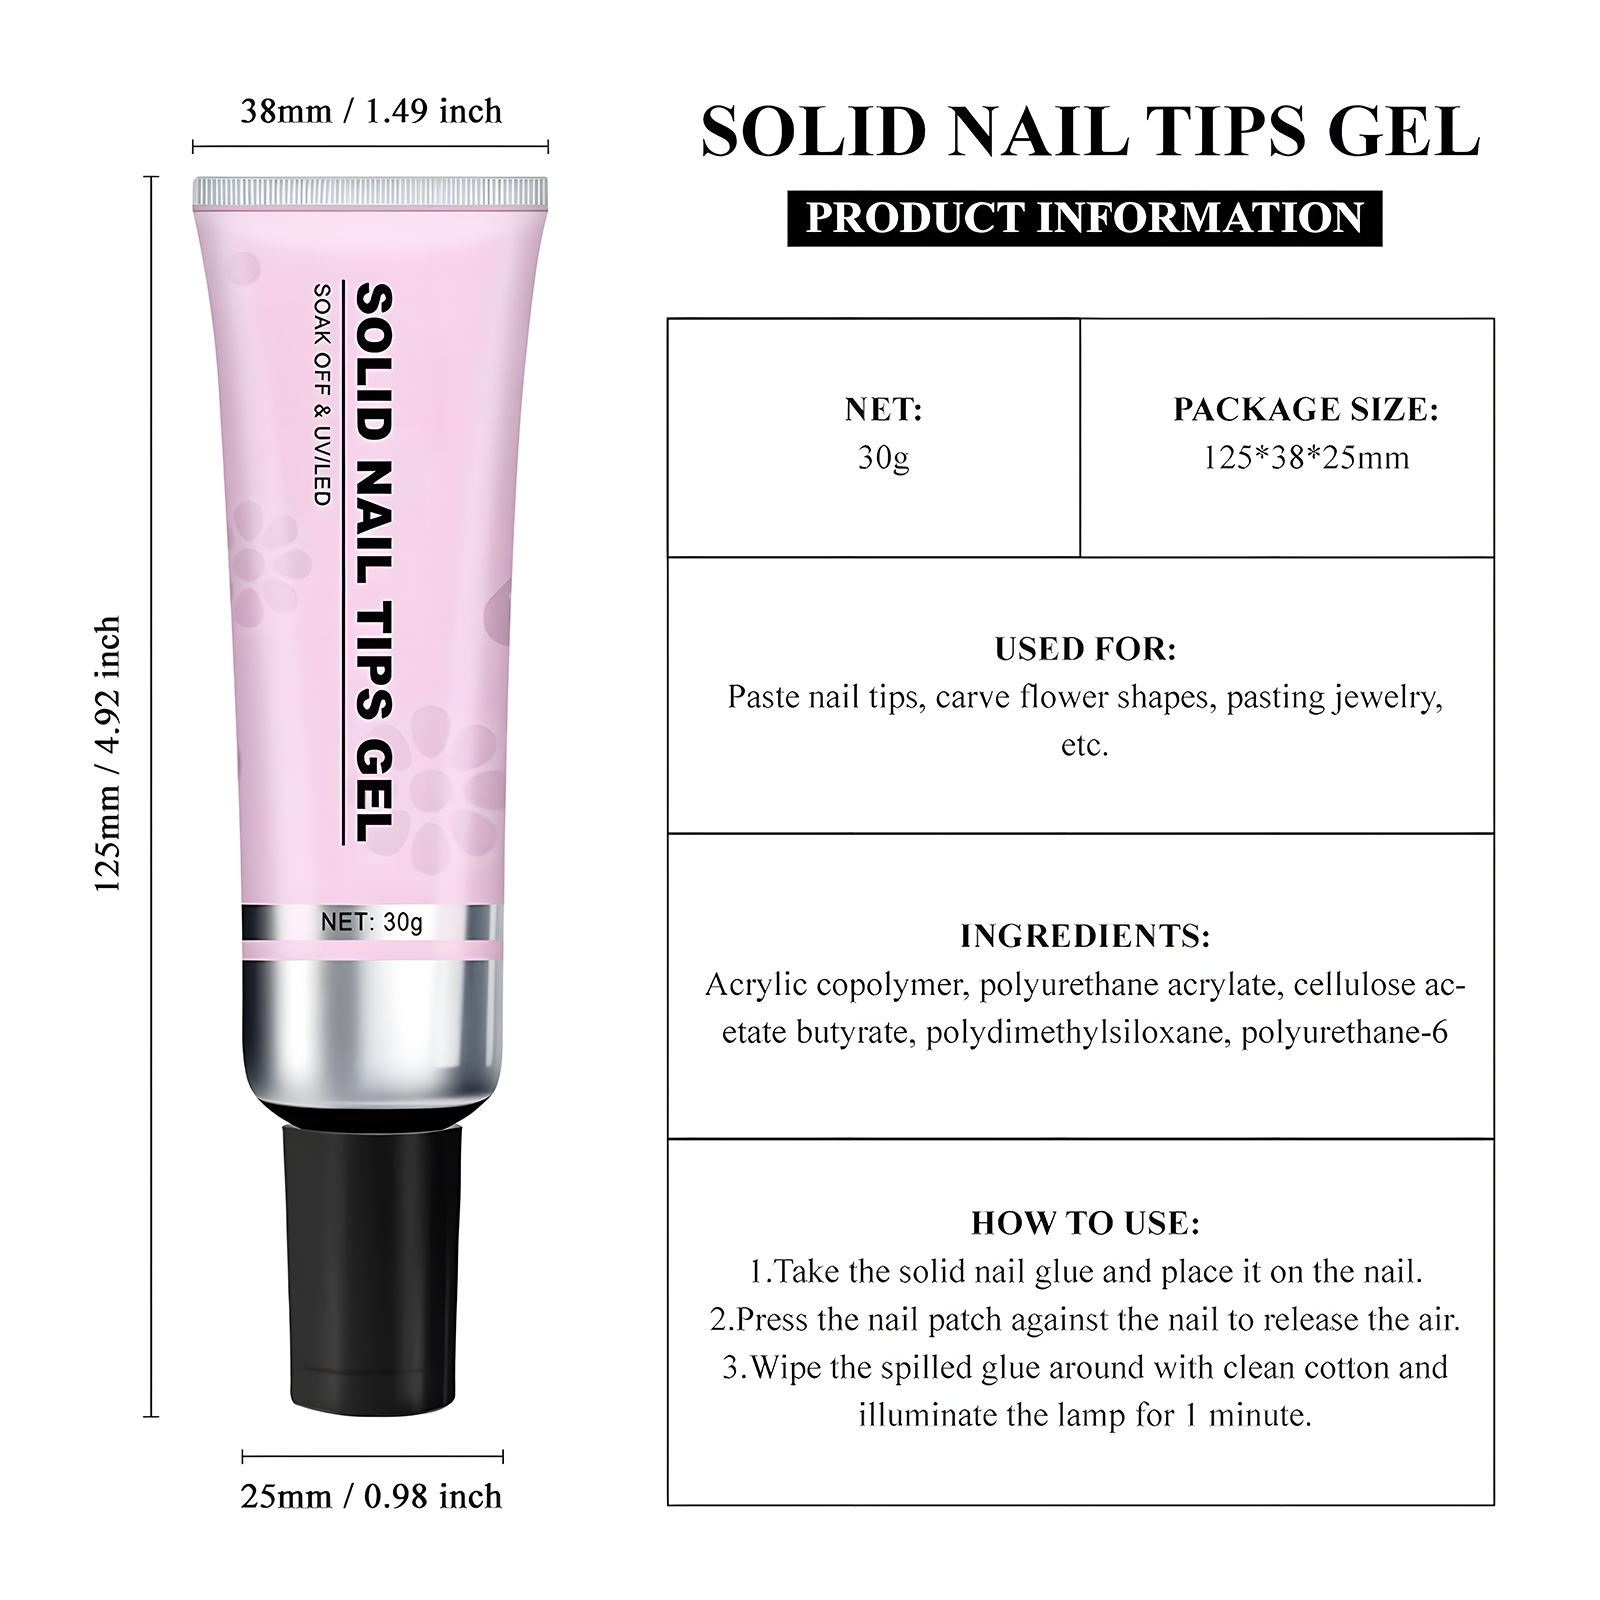 38mm / 1.49 inch
125mm / 4.92 inch
SOLID NAIL TIPS GEL
SOAK OFF & UV/LED
NET: 30g
25mm / 0.98 inch
SOLID NAIL TIPS GEL
PRODUCT INFORMATION
NET:
30g
PACKAGE SIZE:
125*38*25mm
USED FOR:
Paste nail tips, carve flower shapes, pasting jewelry,
etc.
INGREDIENTS:
Acrylic copolymer, polyurethane acrylate, cellulose ac-
etate butyrate, polydimethylsiloxane, polyurethane-6
HOW TO USE:
1.Take the solid nail glue and place it on the nail.
2.Press the nail patch against the nail to release the air.
3.Wipe the spilled glue around with clean cotton and
illuminate the lamp for 1 minute.